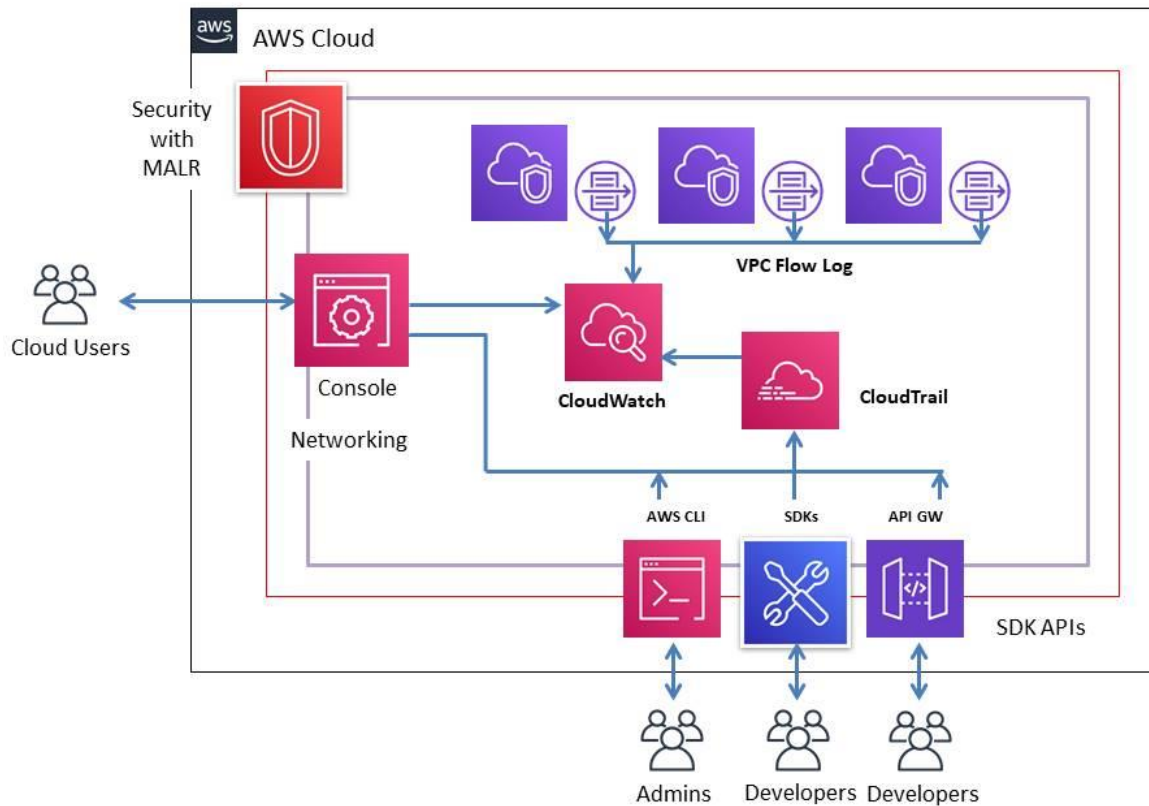 aws
AWS Cloud
Security
with
MALR
VPC Flow Log
Cloud Users
Console
CloudWatch
CloudTrail
Networking
AWS CLI
SDKs
API GW
SDK APIs
Admins
Developers
Developers